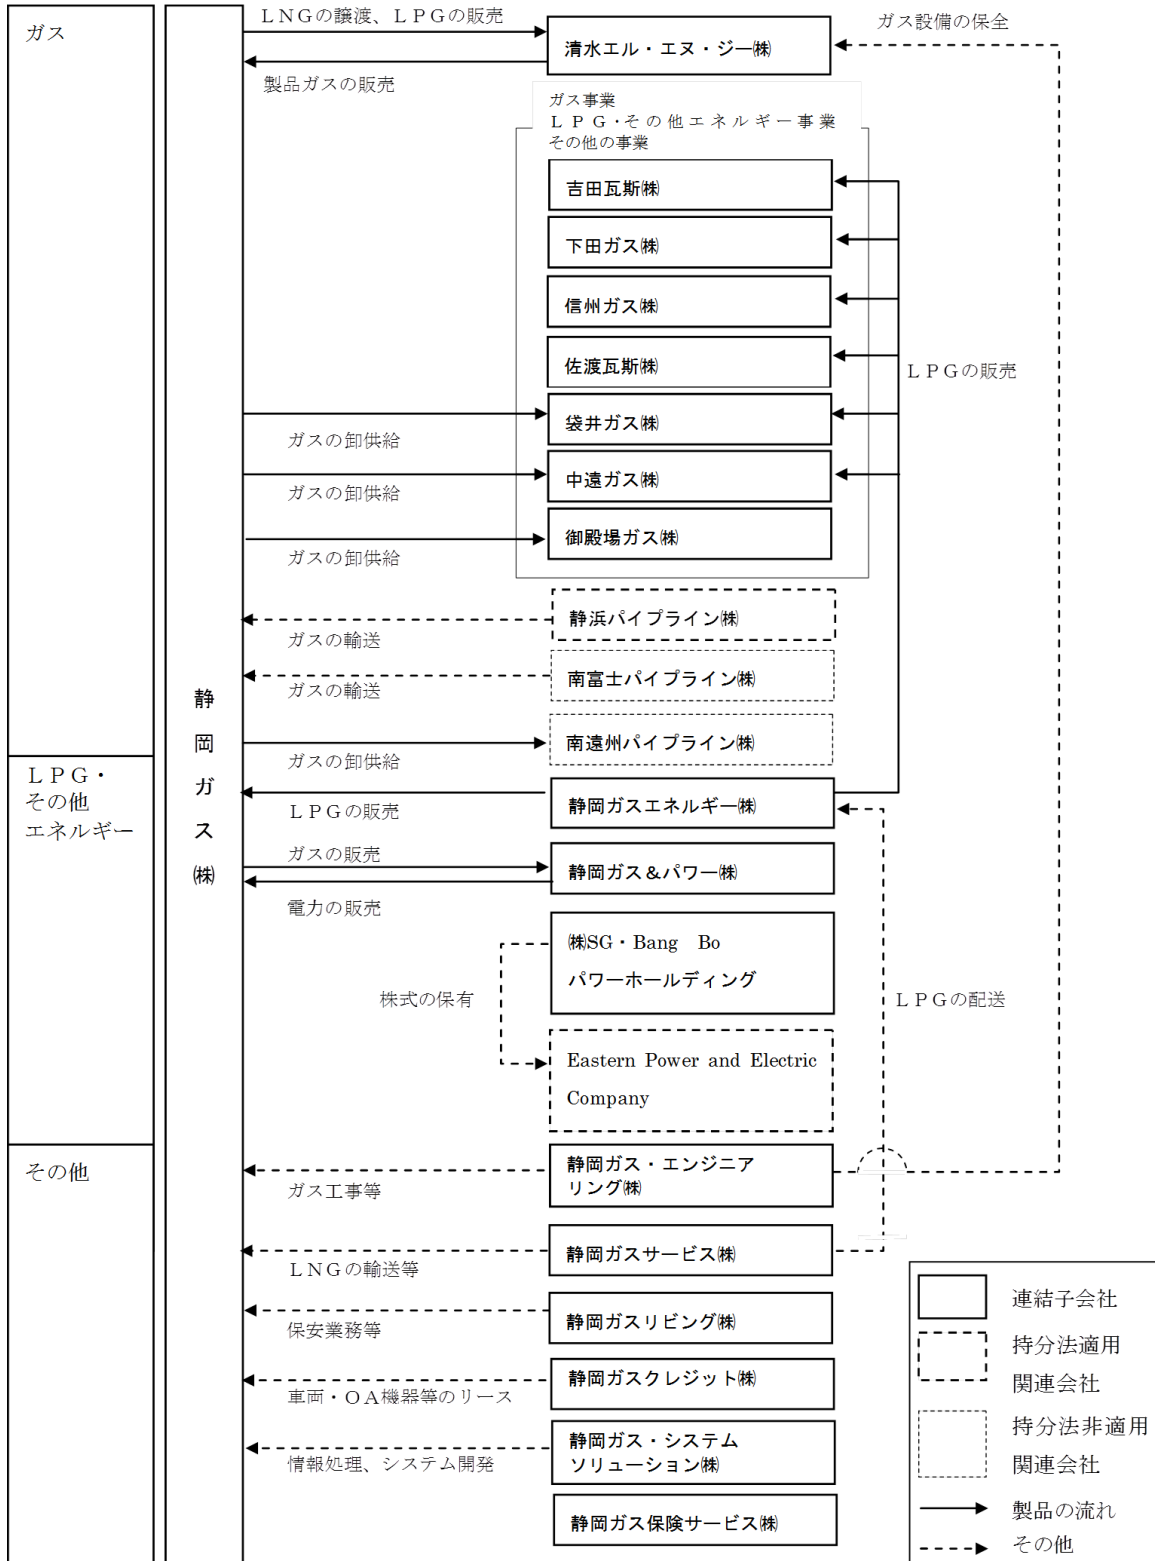 ガス
LNGの譲渡、LPGの販売
清水エル・エヌ・ジー㈱
ガス設備の保全
製品ガスの販売
ガス事業
LPG・その他エネルギー事業
その他の事業
吉田瓦斯㈱
下田ガス㈱
信州ガス㈱
佐渡瓦斯㈱
LPGの販売
袋井ガス㈱
ガスの卸供給
中遠ガス㈱
ガスの卸供給
御殿場ガス㈱
ガスの卸供給
静浜パイプライン㈱
ガスの輸送
南富士パイプライン㈱
ガスの輸送
静岡ガス㈱
南遠州パイプライン㈱
ガスの卸供給
LPG・
その他
エネルギー
静岡ガスエネルギー㈱
LPGの販売
ガスの販売
静岡ガス&パワー㈱
電力の販売
㈱SG・Bang Bo
パワーホールディング
株式の保有
LPGの配送
Eastern Power and Electric
Company
その他
静岡ガス・エンジニア
リング㈱
ガス工事等
静岡ガスサービス㈱
LNGの輸送等
静岡ガスリビング㈱
保安業務等
静岡ガスクレジット㈱
車両・OA機器等のリース
静岡ガス・システム
ソリューション㈱
情報処理、システム開発
静岡ガス保険サービス㈱
連結子会社
持分法適用
関連会社
持分法非適用
関連会社
製品の流れ
その他